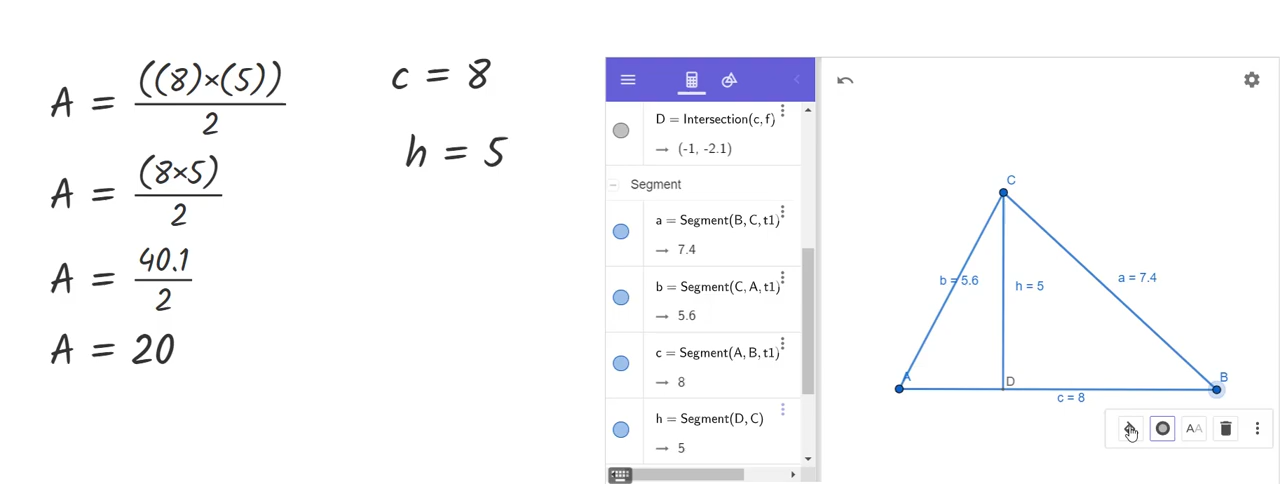 A = ((8)×(5)) / 2
A = (8×5) / 2
A = 40.1 / 2
A = 20
c = 8
h = 5
D = Intersection(c, f)
→ (-1, -2.1)
Segment
a = Segment(B, C, t1)
→ 7.4
b = Segment(C, A, t1)
→ 5.6
c = Segment(A, B, t1)
→ 8
h = Segment(D, C)
→ 5
C
b = 5.6
h = 5
a = 7.4
A
D
B
c = 8
AA